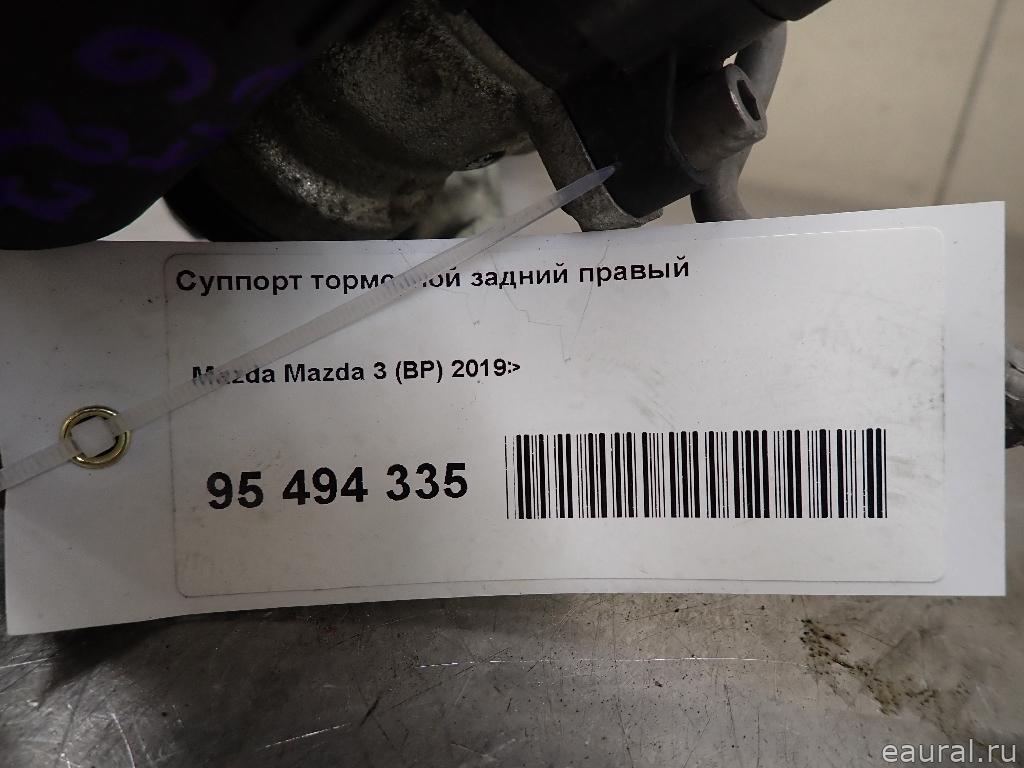 Суппорт тормозной задний правый
Mazda Mazda 3 (BP) 2019>
95 494 335
eaural.ru